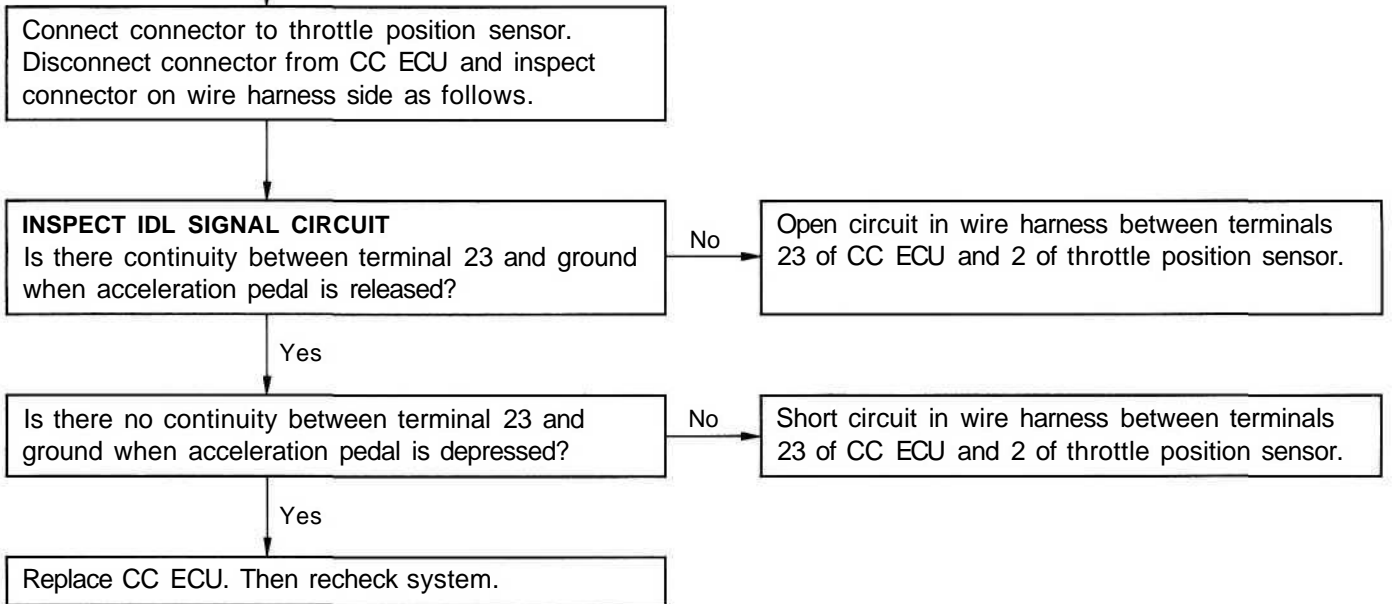 Connect connector to throttle position sensor.
Disconnect connector from CC ECU and inspect
connector on wire harness side as follows.
INSPECT IDL SIGNAL CIRCUIT
Is there continuity between terminal 23 and ground
when acceleration pedal is released?
No
Open circuit in wire harness between terminals
23 of CC ECU and 2 of throttle position sensor.
Yes
Is there no continuity between terminal 23 and
ground when acceleration pedal is depressed?
No
Short circuit in wire harness between terminals
23 of CC ECU and 2 of throttle position sensor.
Yes
Replace CC ECU. Then recheck system.